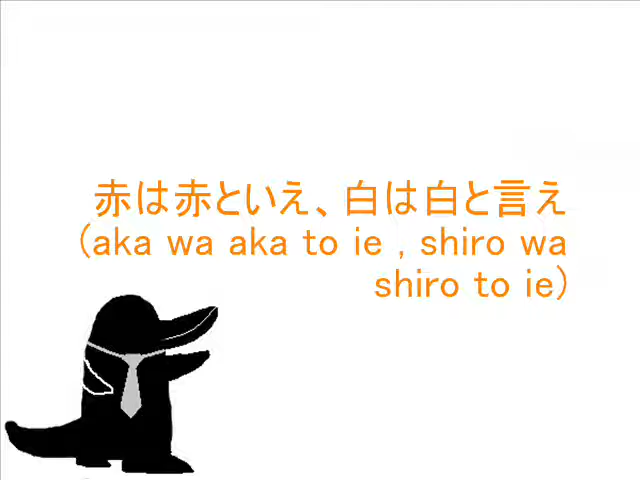 赤は赤といえ、白は白と言え
(aka wa aka to ie , shiro wa
shiro to ie)